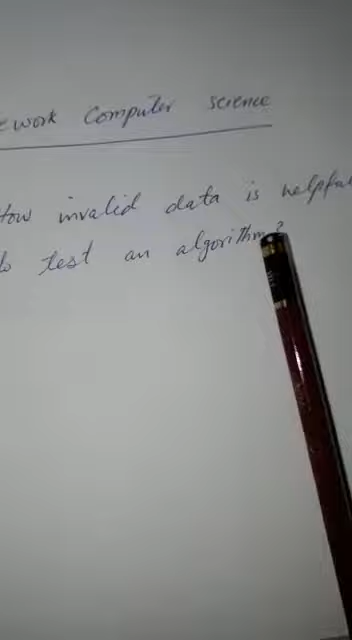 ework Computer science
How invalid data is helpful
to test an algorithm?